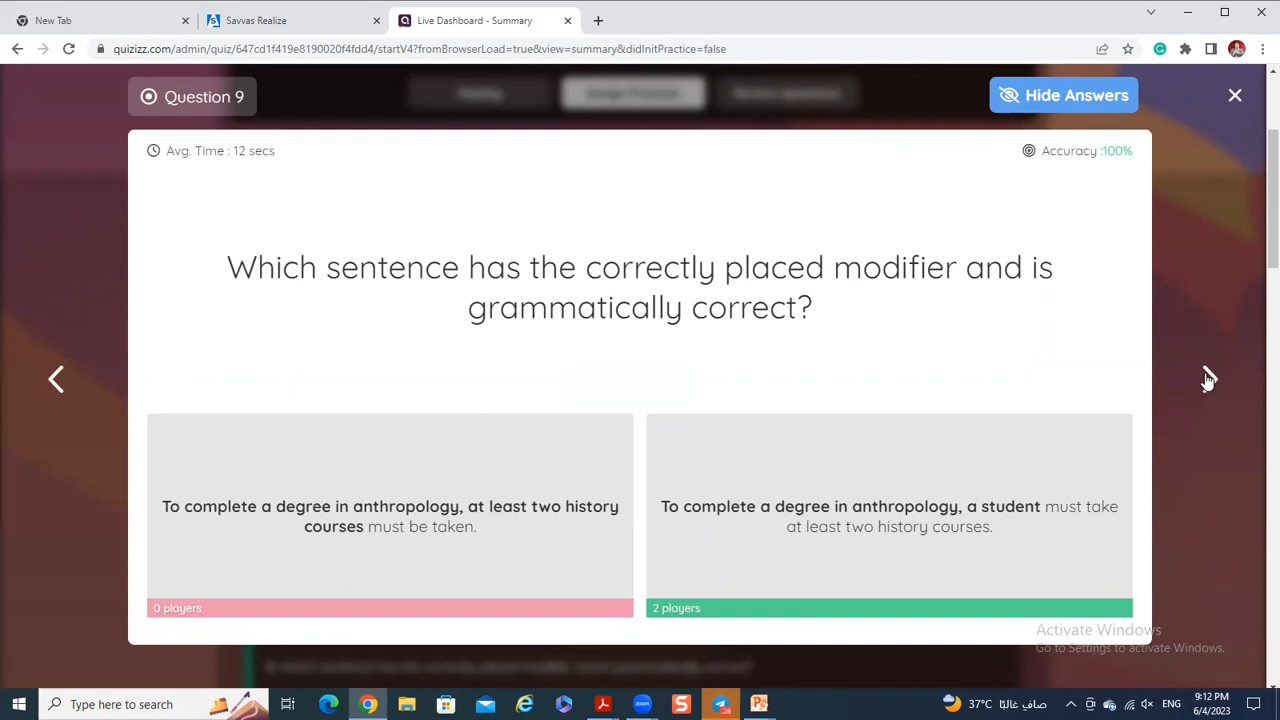 New Tab
Savvas Realize
Live Dashboard - Summary
quizizz.com/admin/quiz/647cd1f419e8190020f4fdd4/startV4?fromBrowserLoad=true&view=summary&didInitPractice=false
Question 9
Hide Answers
Avg. Time : 12 secs
Accuracy :100%
Which sentence has the correctly placed modifier and is
grammatically correct?
To complete a degree in anthropology, at least two history
courses must be taken.
To complete a degree in anthropology, a student must take
at least two history courses.
0 players
2 players
Activate Windows
Go to Settings to activate Windows.
Type here to search
28
37°C
صافٍ غالبًا
ENG
9:12 PM
6/4/2023